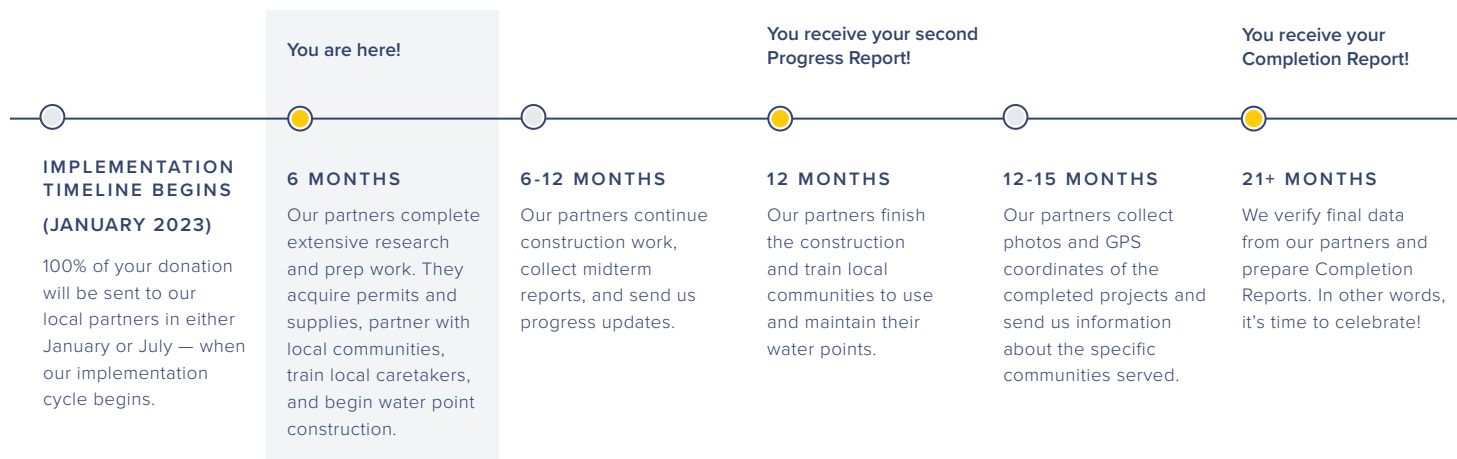 You are here!
You receive your second
Progress Report!
You receive your
Completion Report!
IMPLEMENTATION
TIMELINE BEGINS
(JANUARY 2023)
100% of your donation
will be sent to our
local partners in either
January or July — when
our implementation
cycle begins.
6 MONTHS
Our partners complete
extensive research
and prep work. They
acquire permits and
supplies, partner with
local communities,
train local caretakers,
and begin water point
construction.
6-12 MONTHS
Our partners continue
construction work,
collect midterm
reports, and send us
progress updates.
12 MONTHS
Our partners finish
the construction
and train local
communities to use
and maintain their
water points.
12-15 MONTHS
Our partners collect
photos and GPS
coordinates of the
completed projects and
send us information
about the specific
communities served.
21+ MONTHS
We verify final data
from our partners and
prepare Completion
Reports. In other words,
it’s time to celebrate!